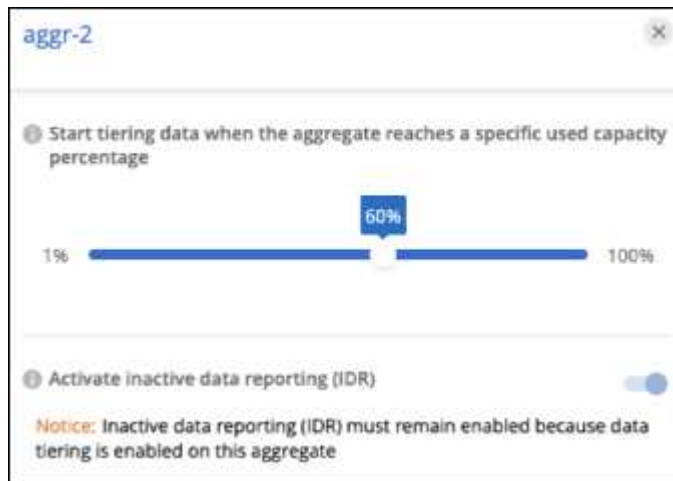 aggr-2
Start tiering data when the aggregate reaches a specific used capacity
percentage
60%
1%
100%
Activate inactive data reporting (IDR)
Notice: Inactive data reporting (IDR) must remain enabled because data
tiering is enabled on this aggregate